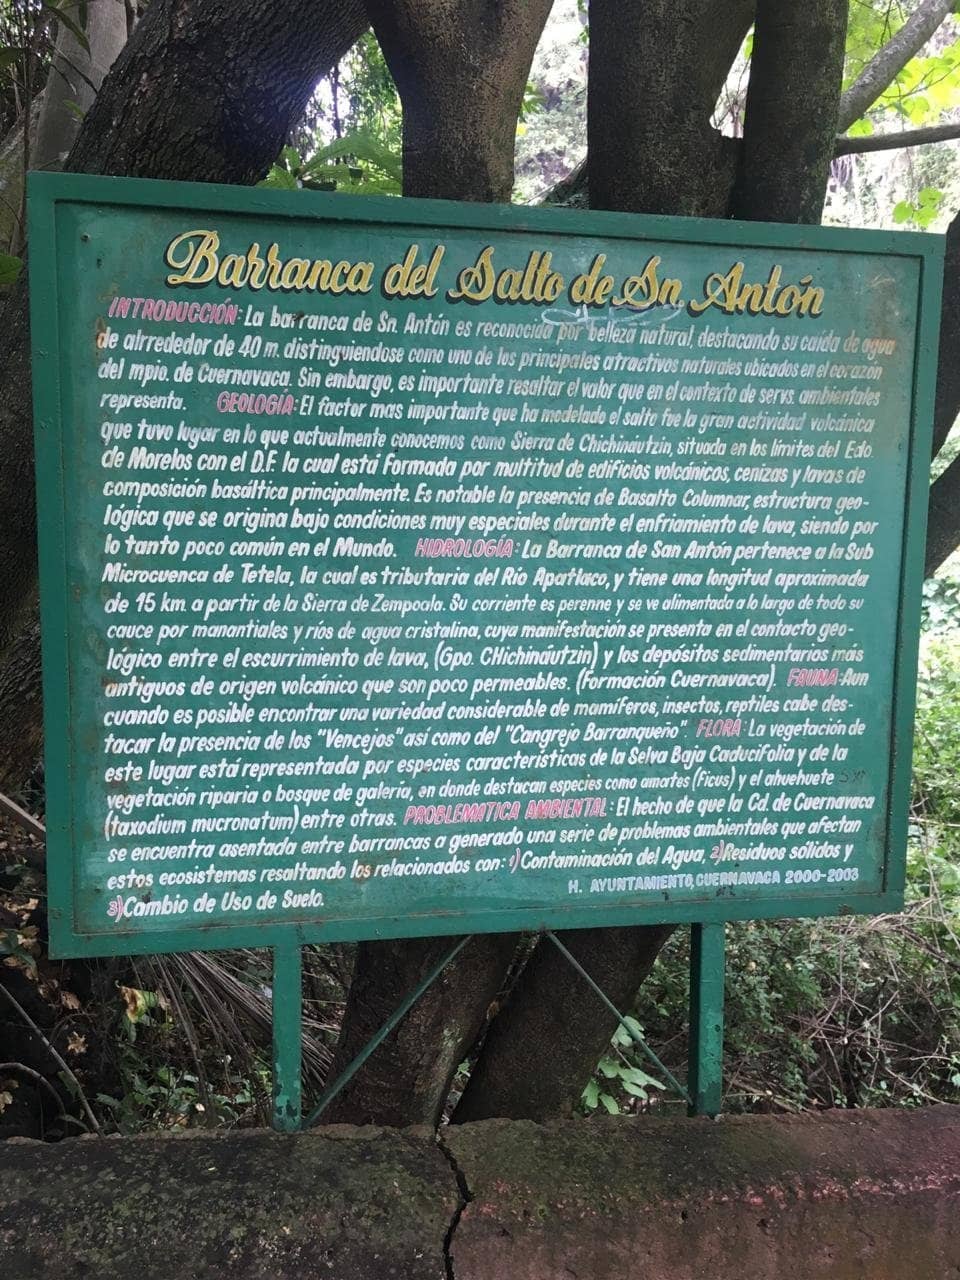 Barranca del Salto de Sn. Antón
INTRODUCCIÓN: La barranca de Sn. Antón es reconocida por belleza natural, destacando su caída de agua
de alrrededor de 40 m. distinguiendose como uno de los principales atractivos naturales ubicados en el corazón
del mpio. de Cuernavaca. Sin embargo, es importante resaltar el valor que en el contexto de servs. ambientales
representa. GEOLOGÍA: El factor mas importante que ha modelado el salto fue la gran actividad volcánica
que tuvo lugar en lo que actualmente conocemos como Sierra de Chichináutzin, situada en los límites del Edo.
de Morelos con el D.F. la cual está formada por multitud de edificios volcánicos, cenizas y lavas de
composición basáltica principalmente. Es notable la presencia de Basalto Columnar, estructura geo-
lógica que se origina bajo condiciones muy especiales durante el enfriamiento de lava, siendo por
lo tanto poco común en el Mundo. HIDROLOGÍA: La Barranca de San Antón pertenece a la Sub
Microcuenca de Tetela, la cual es tributaria del Río Apatlaco, y tiene una longitud aproximada
de 15 km. a partir de la Sierra de Zempoala. Su corriente es perenne y se ve alimentada a lo largo de todo su
cauce por manantiales y ríos de agua cristalina, cuya manifestación se presenta en el contacto geo-
lógico entre el escurrimiento de lava, (Gpo. CHichináutzin) y los depósitos sedimentarios más
antiguos de origen volcánico que son poco permeables. (Formación Cuernavaca). FAUNA: Aun
cuando es posible encontrar una variedad considerable de mamíferos, insectos, reptiles cabe des-
tacar la presencia de los "Vencejos" así como del "Cangrejo Barranqueño". FLORA: La vegetación de
este lugar está representada por especies características de la Selva Baja Caducifolia y de la
vegetación riparia o bosque de galería, en donde destacan especies como amates (Ficus) y el ahuehuete
(taxodium mucronatum) entre otras. PROBLEMATICA AMBIENTAL: El hecho de que la Cd. de Cuernavaca
se encuentra asentada entre barrancas a generado una serie de problemas ambientales que afectan
estos ecosistemas resaltando los relacionados con: 1) Contaminación del Agua, 2) Residuos sólidos y
3) Cambio de Uso de Suelo.
H. AYUNTAMIENTO, CUERNAVACA 2000-2003